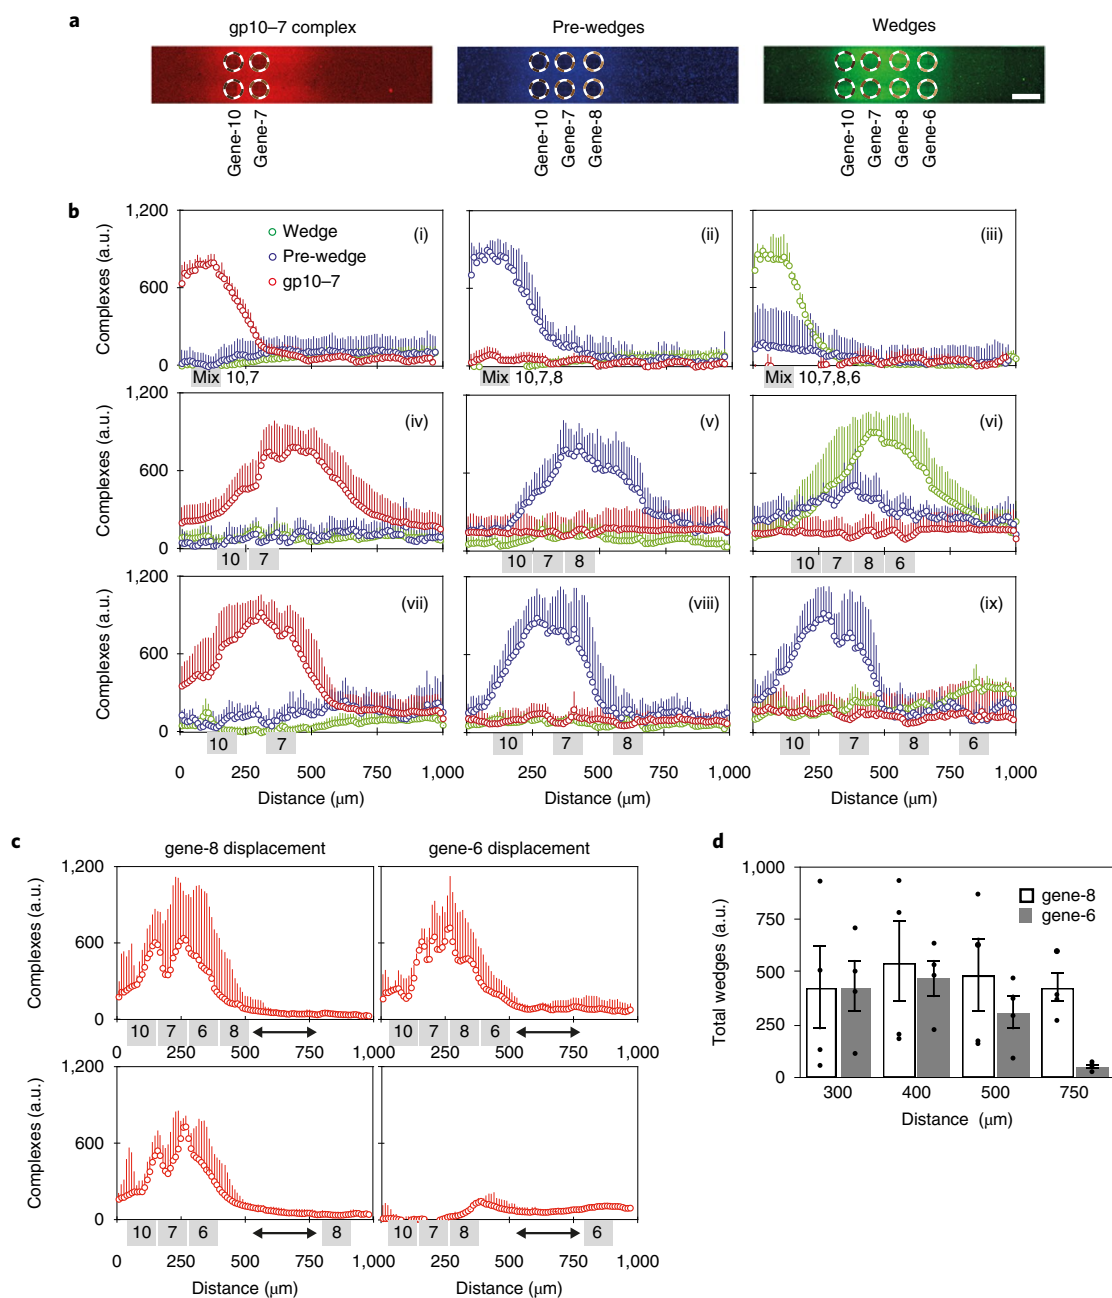 a
gp10–7 complex
Pre-wedges
Wedges
Gene-10
Gene-7
Gene-10
Gene-7
Gene-8
Gene-10
Gene-7
Gene-8
Gene-6
b
Complexes (a.u.)
1,200
600
0
Wedge
Pre-wedge
gp10–7
(i)
(ii)
(iii)
Mix 10,7
Mix 10,7,8
Mix 10,7,8,6
Complexes (a.u.)
1,200
600
0
(iv)
(v)
(vi)
10 7
10 7 8
10 7 8 6
Complexes (a.u.)
1,200
600
0
(vii)
(viii)
(ix)
10 7
10 7 8
10 7 8 6
0 250 500 750 1,000
250 500 750 1,000
250 500 750 1,000
Distance (μm)
Distance (μm)
Distance (μm)
c
gene-8 displacement
gene-6 displacement
Complexes (a.u.)
1,200
600
0
10 7 6 8
10 7 8 6
0 250 500 750 1,000
250 500 750 1,000
Complexes (a.u.)
1,200
600
0
10 7 6 8
10 7 8 6
0 250 500 750 1,000
250 500 750 1,000
Distance (μm)
Distance (μm)
d
Total wedges (a.u.)
1,000
750
500
250
0
gene-8
gene-6
300 400 500 750
Distance (μm)